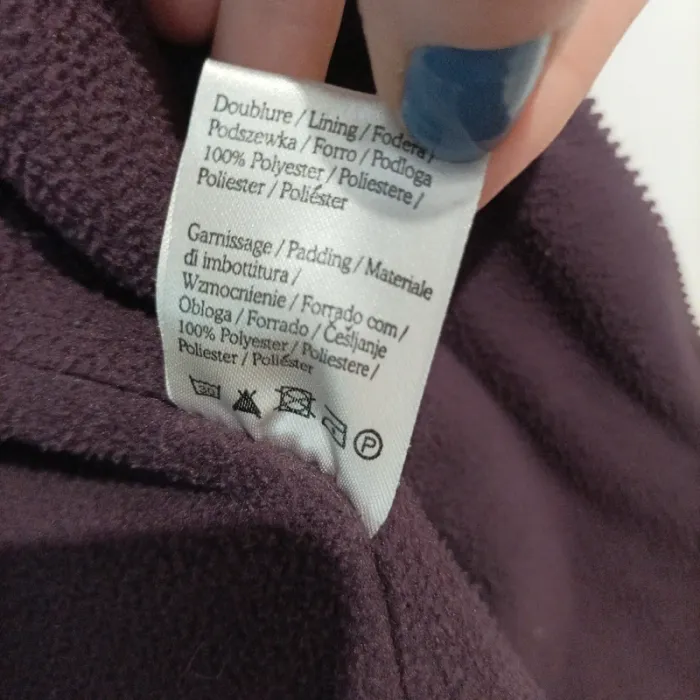 Doublure / Lining / Fodera /
Podszewka / Forro / Podloga
100% Polyester / Poliestere /
Poliester / Poliéster
Garnissage / Padding / Materiale
di imbottitura /
Wzmocnienie / Forrado com /
Obloga / Forrado / Češljanje
100% Polyester / Poliestere /
Poliester / Poliéster
30
P